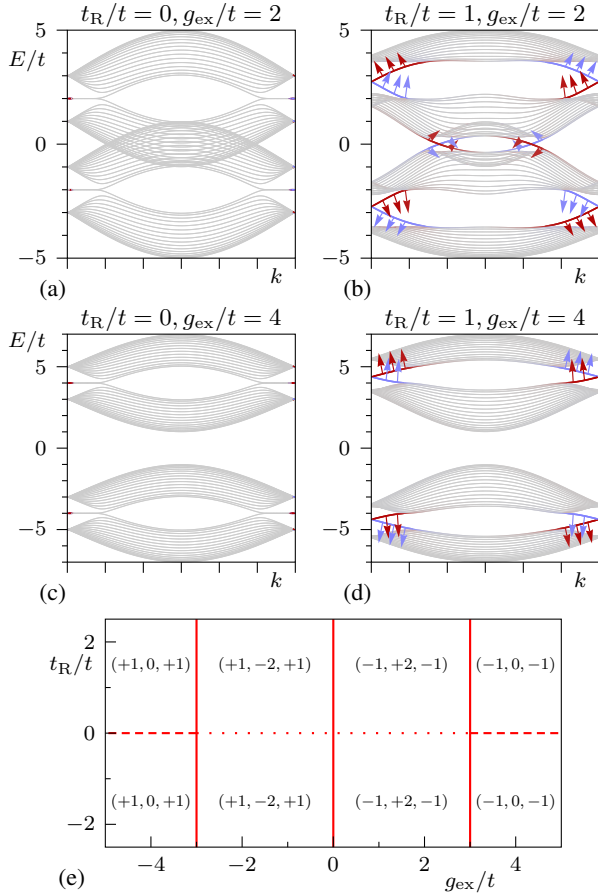 t_R/t = 0, g_ex/t = 2
t_R/t = 1, g_ex/t = 2
E/t
5
0
−5
k
(a)
5
0
−5
k
(b)
t_R/t = 0, g_ex/t = 4
t_R/t = 1, g_ex/t = 4
E/t
5
0
−5
k
(c)
5
0
−5
k
(d)
2
t_R/t
0
−2
(+1,0,+1) (+1,-2,+1) (-1,+2,-1) (-1,0,-1)
(+1,0,+1) (+1,-2,+1) (-1,+2,-1) (-1,0,-1)
−4 −2 0 2 g_ex/t 4
(e)